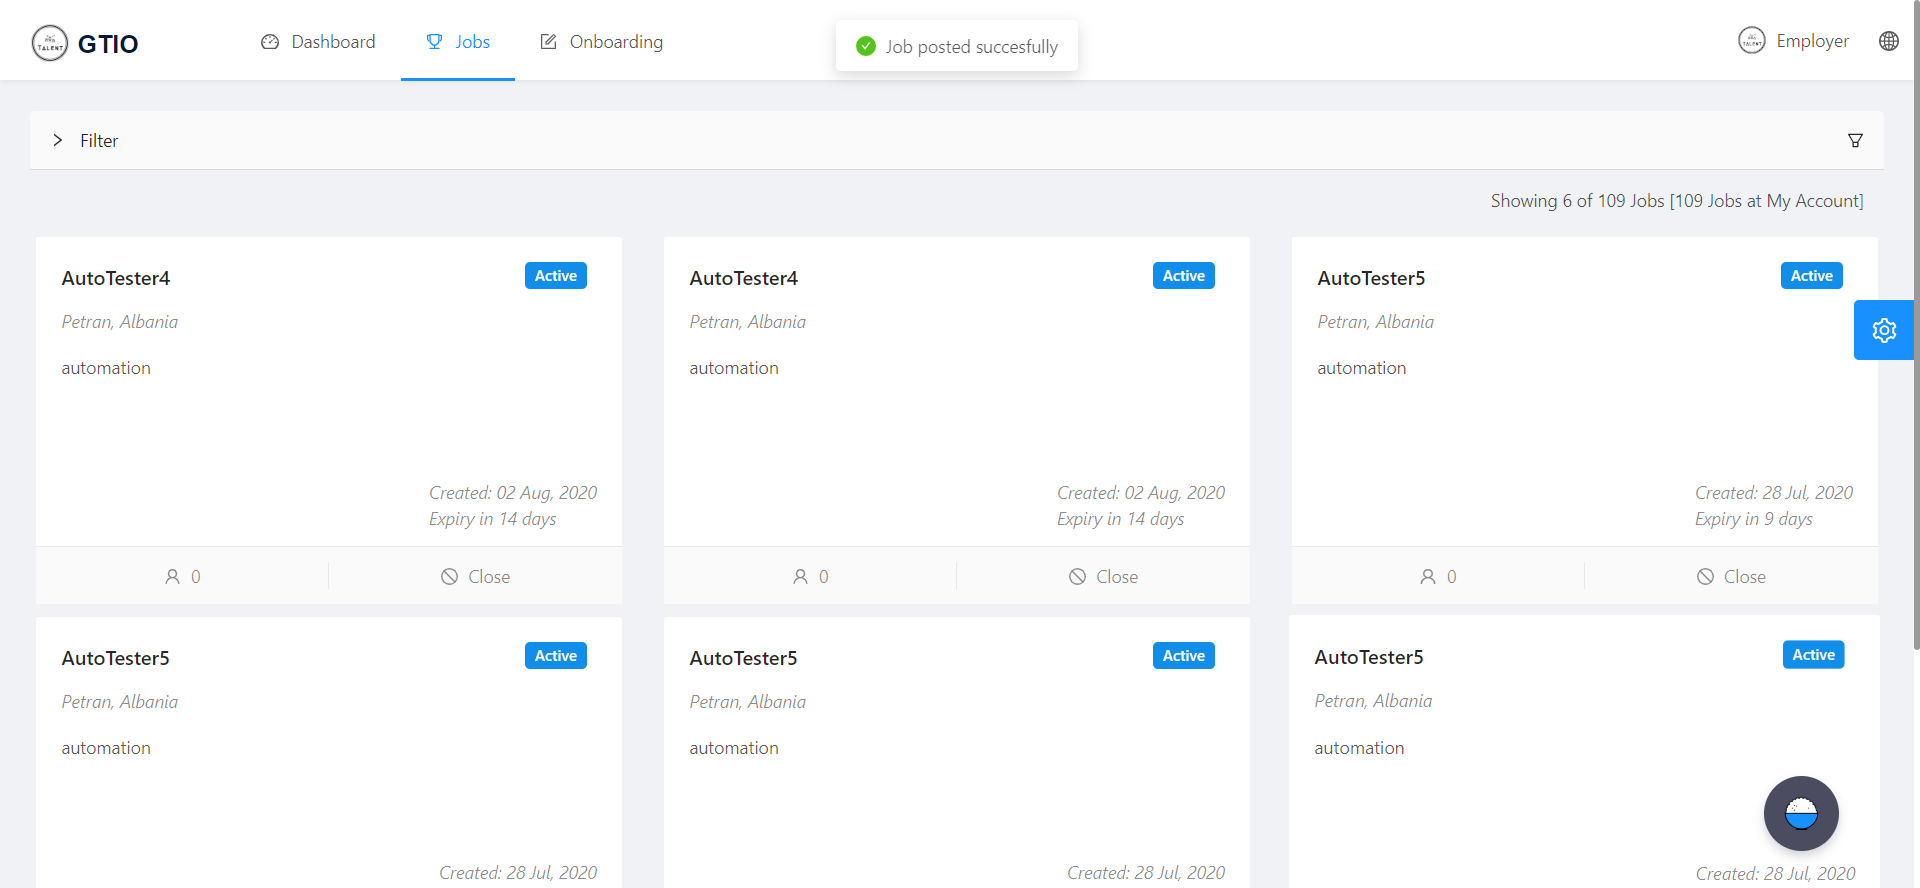 TALENT
GTIO
Dashboard
Jobs
Onboarding
Job posted succesfully
TALENT
Employer
Filter
Showing 6 of 109 Jobs [109 Jobs at My Account]
AutoTester4
Active
Petran, Albania
automation
Created: 02 Aug, 2020
Expiry in 14 days
0
Close
AutoTester4
Active
Petran, Albania
automation
Created: 02 Aug, 2020
Expiry in 14 days
0
Close
AutoTester5
Active
Petran, Albania
automation
Created: 28 Jul, 2020
Expiry in 9 days
0
Close
AutoTester5
Active
Petran, Albania
automation
Created: 28 Jul, 2020
AutoTester5
Active
Petran, Albania
automation
Created: 28 Jul, 2020
AutoTester5
Active
Petran, Albania
automation
Created: 28 Jul, 2020